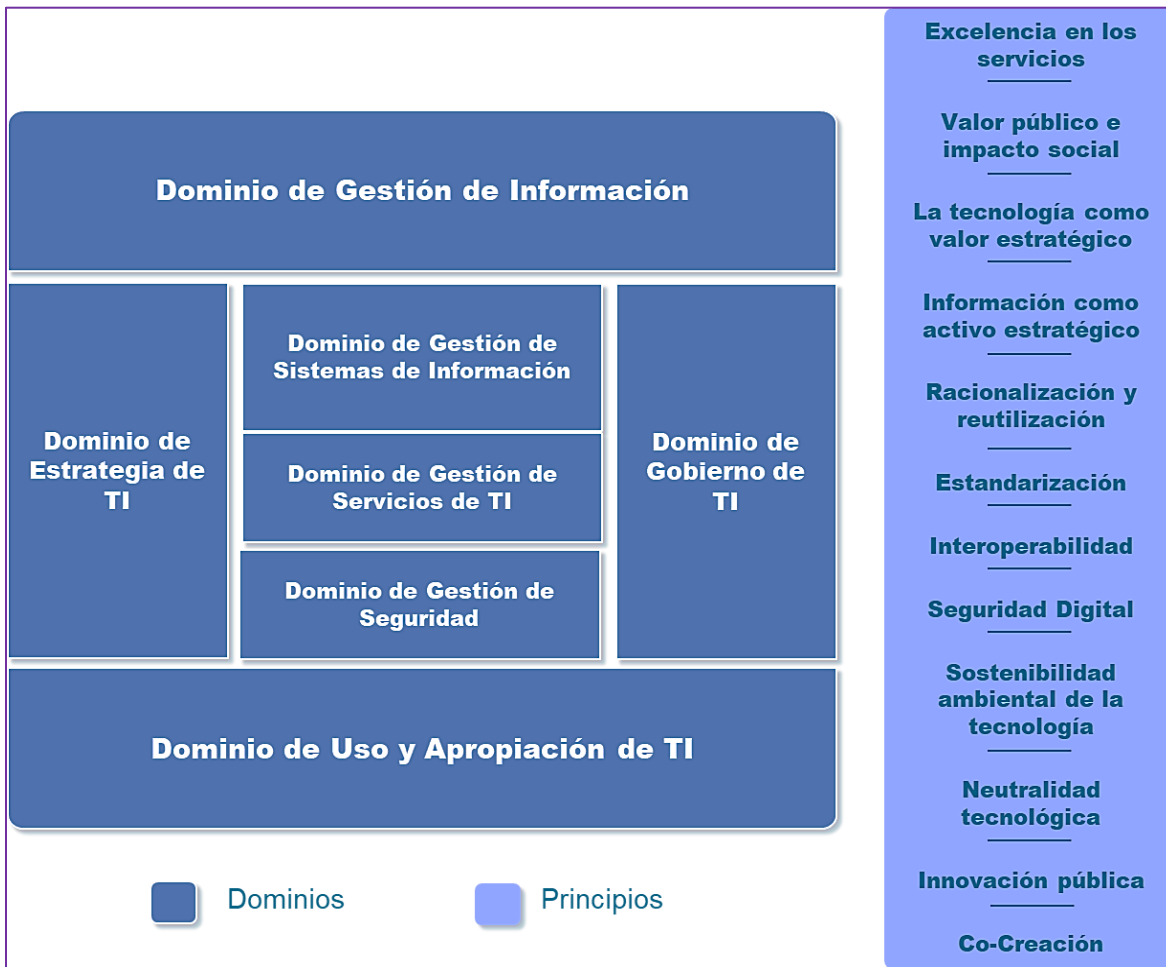 Dominio de Gestión de Información
Dominio de
Estrategia de
TI
Dominio de Gestión de
Sistemas de Información
Dominio de Gestión de
Servicios de TI
Dominio de Gestión de
Seguridad
Dominio de
Gobierno de
TI
Dominio de Uso y Apropiación de TI
Dominios
Principios
Excelencia en los
servicios
Valor público e
impacto social
La tecnología como
valor estratégico
Información como
activo estratégico
Racionalización y
reutilización
Estandarización
Interoperabilidad
Seguridad Digital
Sostenibilidad
ambiental de la
tecnología
Neutralidad
tecnológica
Innovación pública
Co-Creación